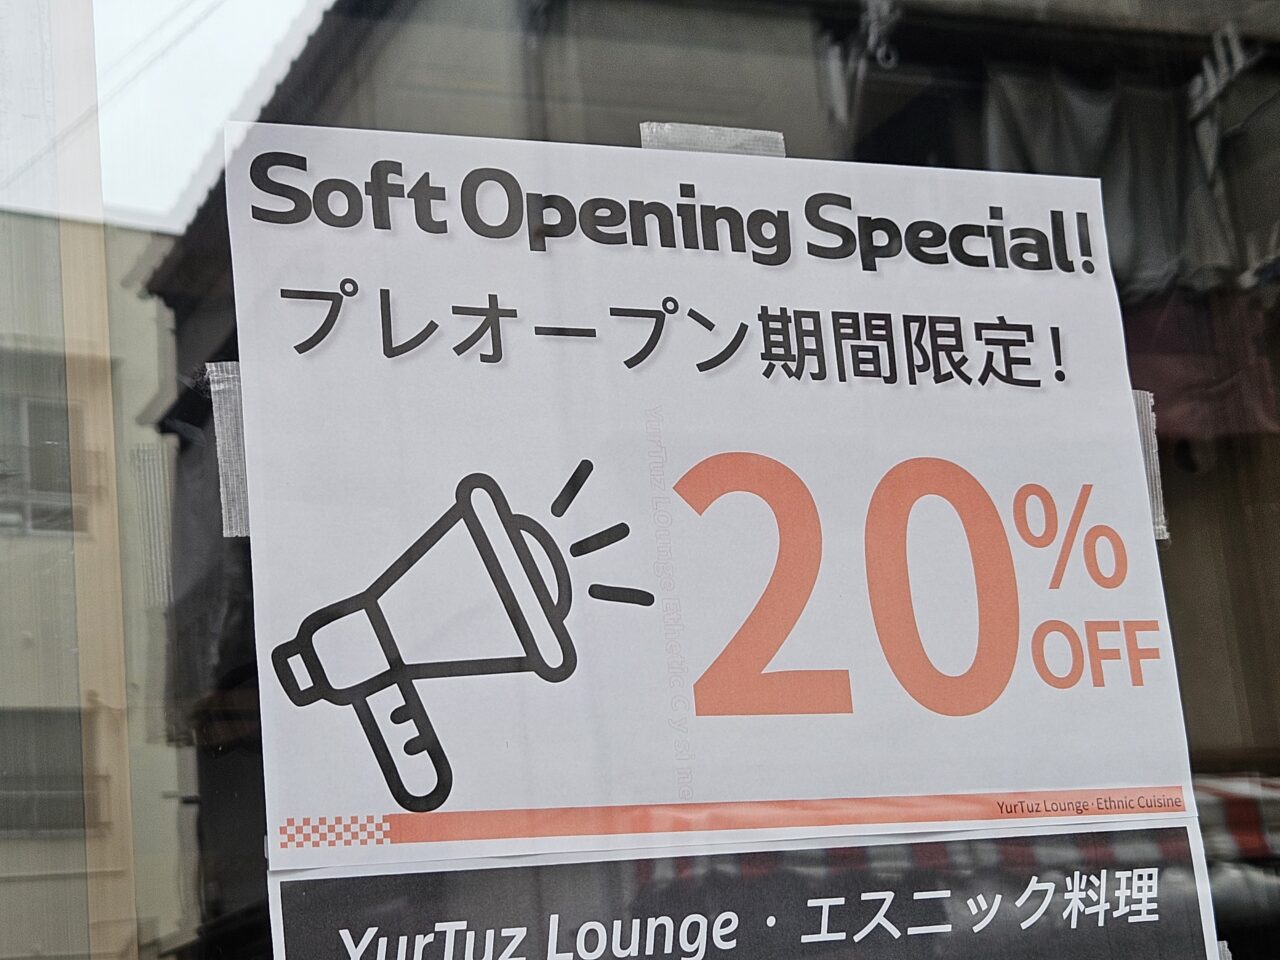 Soft Opening Special!
プレオープン期間限定!
20%
OFF
YurTuz Lounge・Ethnic Cuisine
YurTuz Lounge・エスニック料理